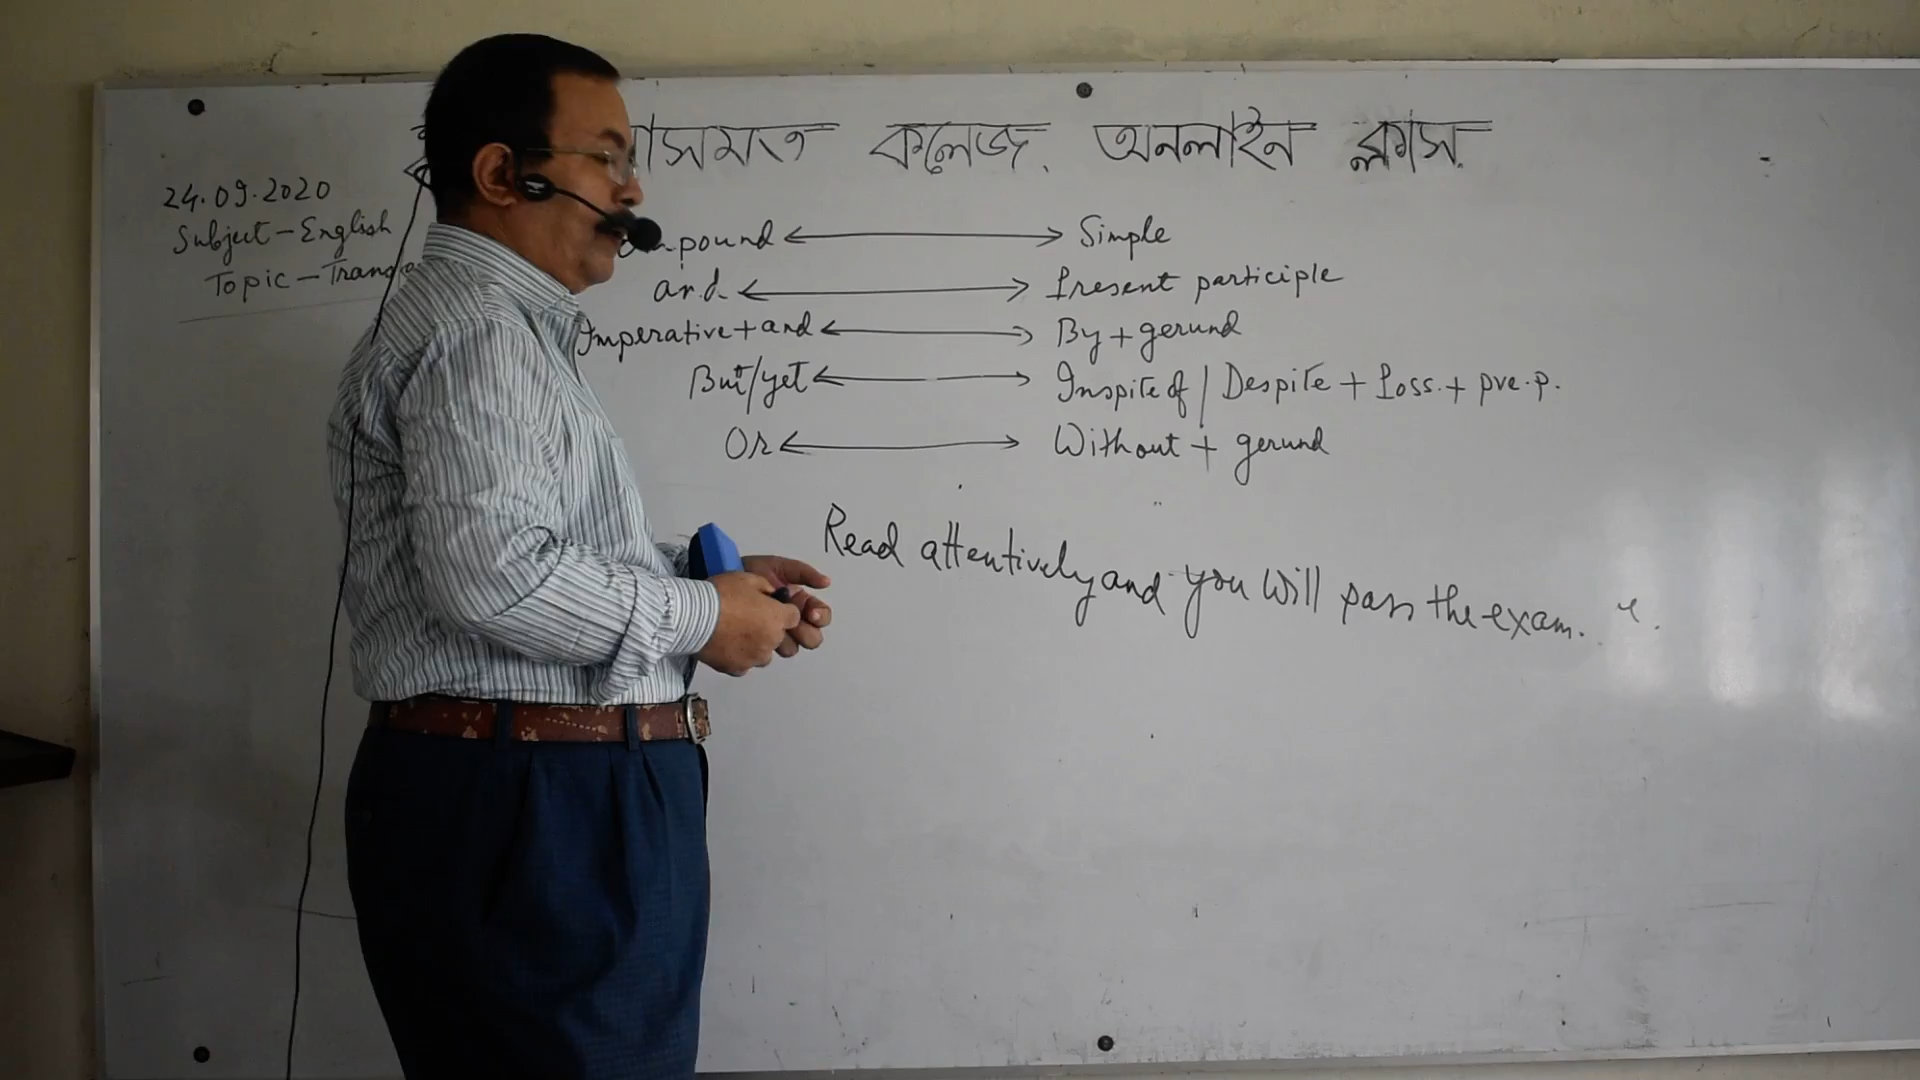 কলেজ. অনলাইন ক্লাস.
24.09.2020
Subject - English
Topic -
Simple
and ↔ Present participle
Imperative + and ↔ By + gerund
But/yet ↔ Inspite of / Despite + Poss. + pre.p.
Or ↔ Without + gerund
Read attentively and you will pass the exam.